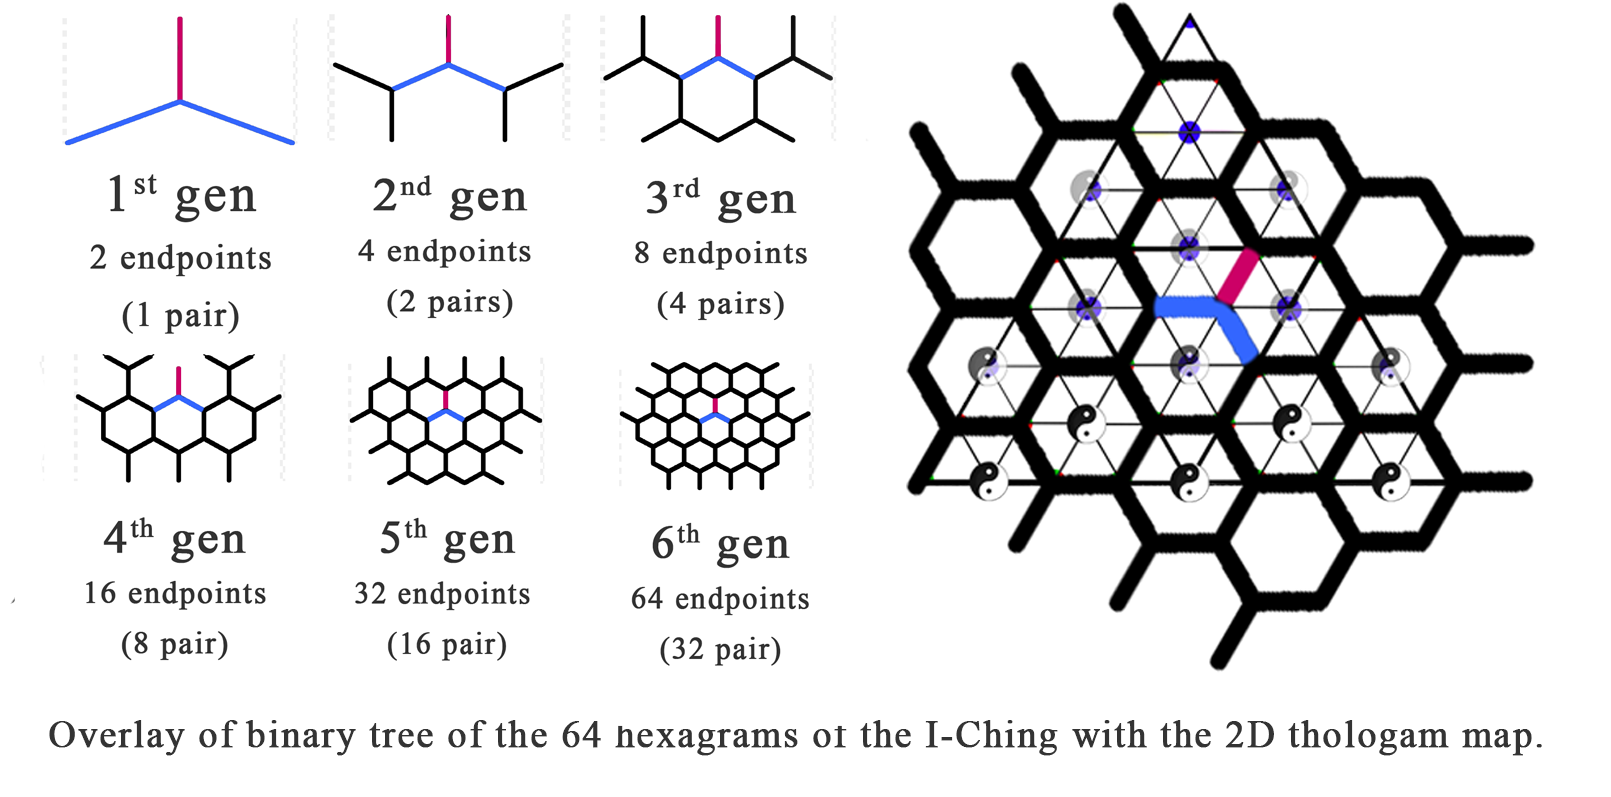 1st gen
2 endpoints
(1 pair)
2nd gen
4 endpoints
(2 pairs)
3rd gen
8 endpoints
(4 pairs)
4th gen
16 endpoints
(8 pair)
5th gen
32 endpoints
(16 pair)
6th gen
64 endpoints
(32 pair)
Overlay of binary tree of the 64 hexagrams of the I-Ching with the 2D thologam map.